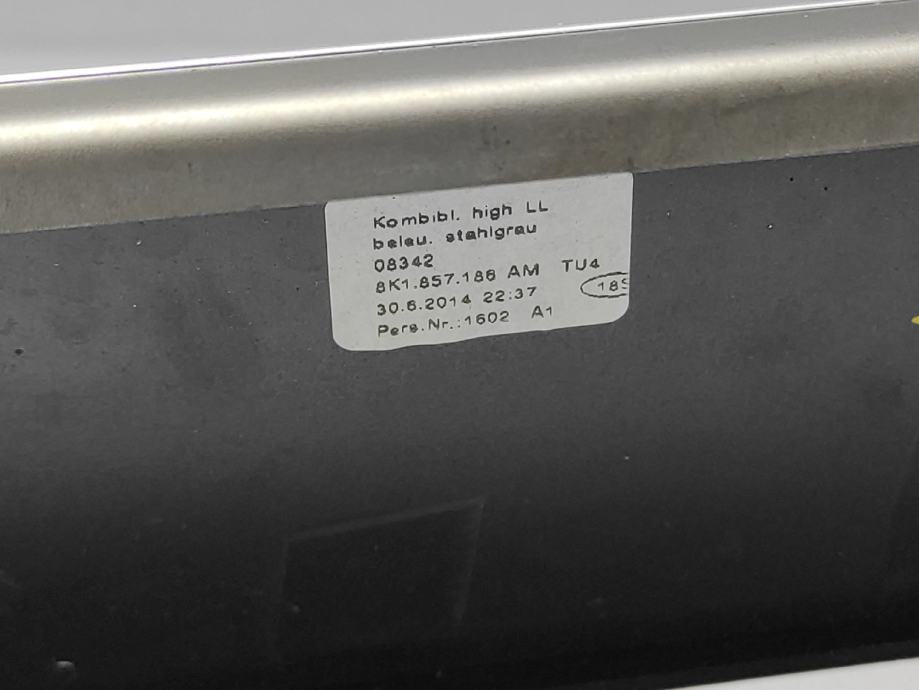 Kombibl. high LL
beleu. stahlgrau
08342
8K1.857.186 AM TU4
30.6.2014 22:37 18S
Pers.Nr.:1602 A1